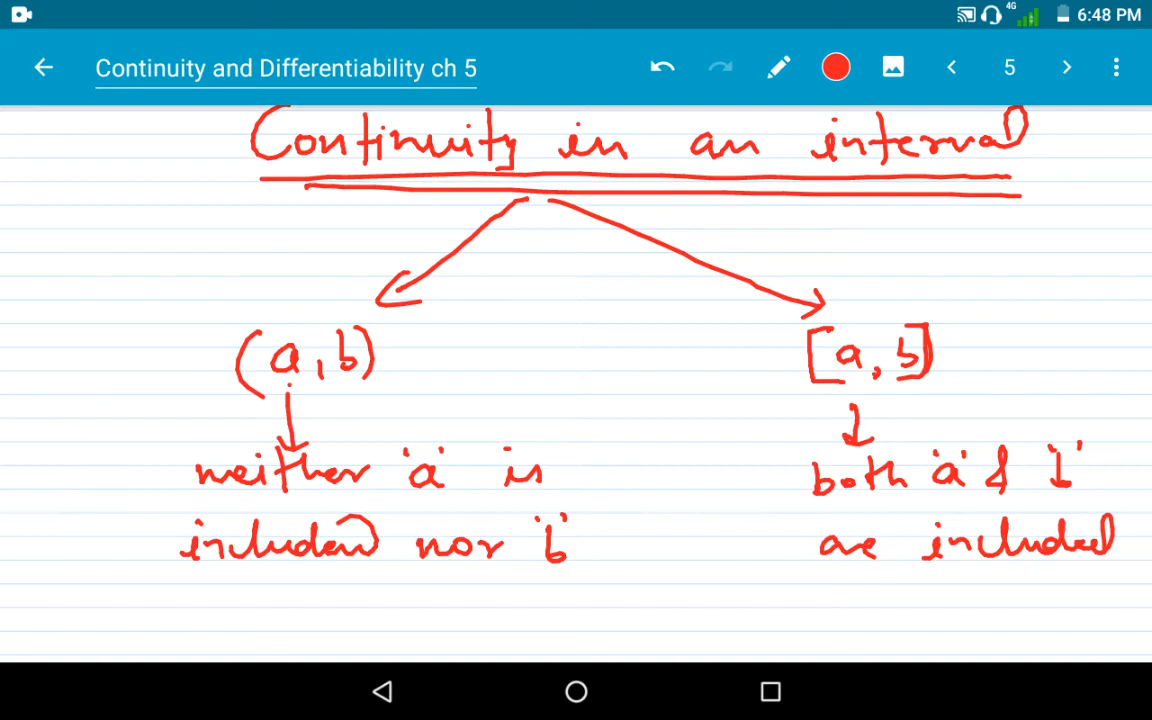 4G 6:48 PM
Continuity and Differentiability ch 5 5
Continuity in an interval
(a,b) [a,b]
neither 'a' is
included nor 'b'
both 'a' &
are included